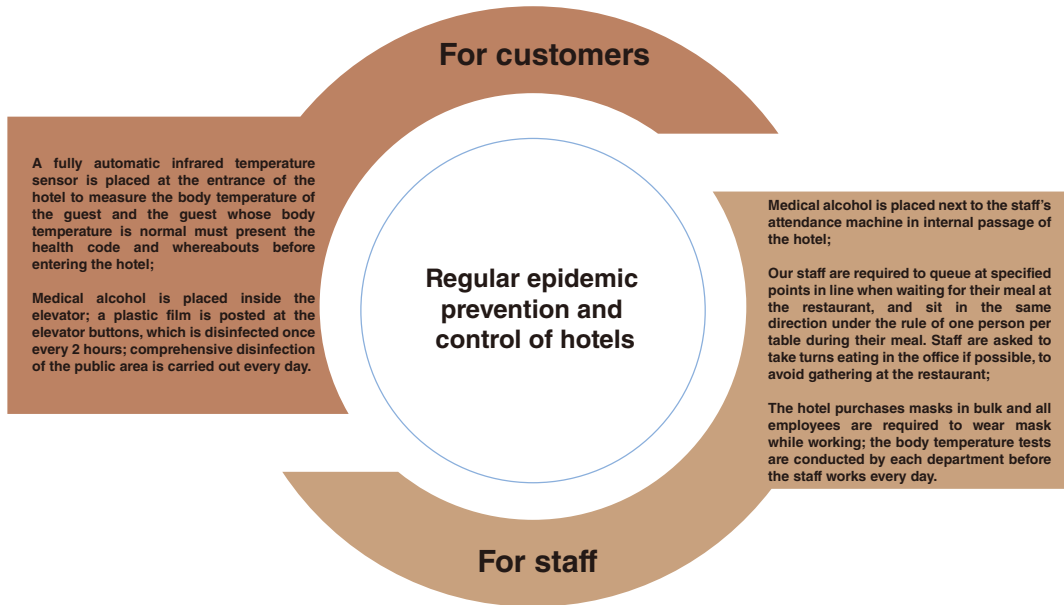 For customers
A fully automatic infrared temperature
sensor is placed at the entrance of the
hotel to measure the body temperature of
the guest and the guest whose body
temperature is normal must present the
health code and whereabouts before
entering the hotel;
Medical alcohol is placed inside the
elevator; a plastic film is posted at the
elevator buttons, which is disinfected once
every 2 hours; comprehensive disinfection
of the public area is carried out every day.
Regular epidemic
prevention and
control of hotels
Medical alcohol is placed next to the staff's
attendance machine in internal passage of
the hotel;
Our staff are required to queue at specified
points in line when waiting for their meal at
the restaurant, and sit in the same
direction under the rule of one person per
table during their meal. Staff are asked to
take turns eating in the office if possible, to
avoid gathering at the restaurant;
The hotel purchases masks in bulk and all
employees are required to wear mask
while working; the body temperature tests
are conducted by each department before
the staff works every day.
For staff